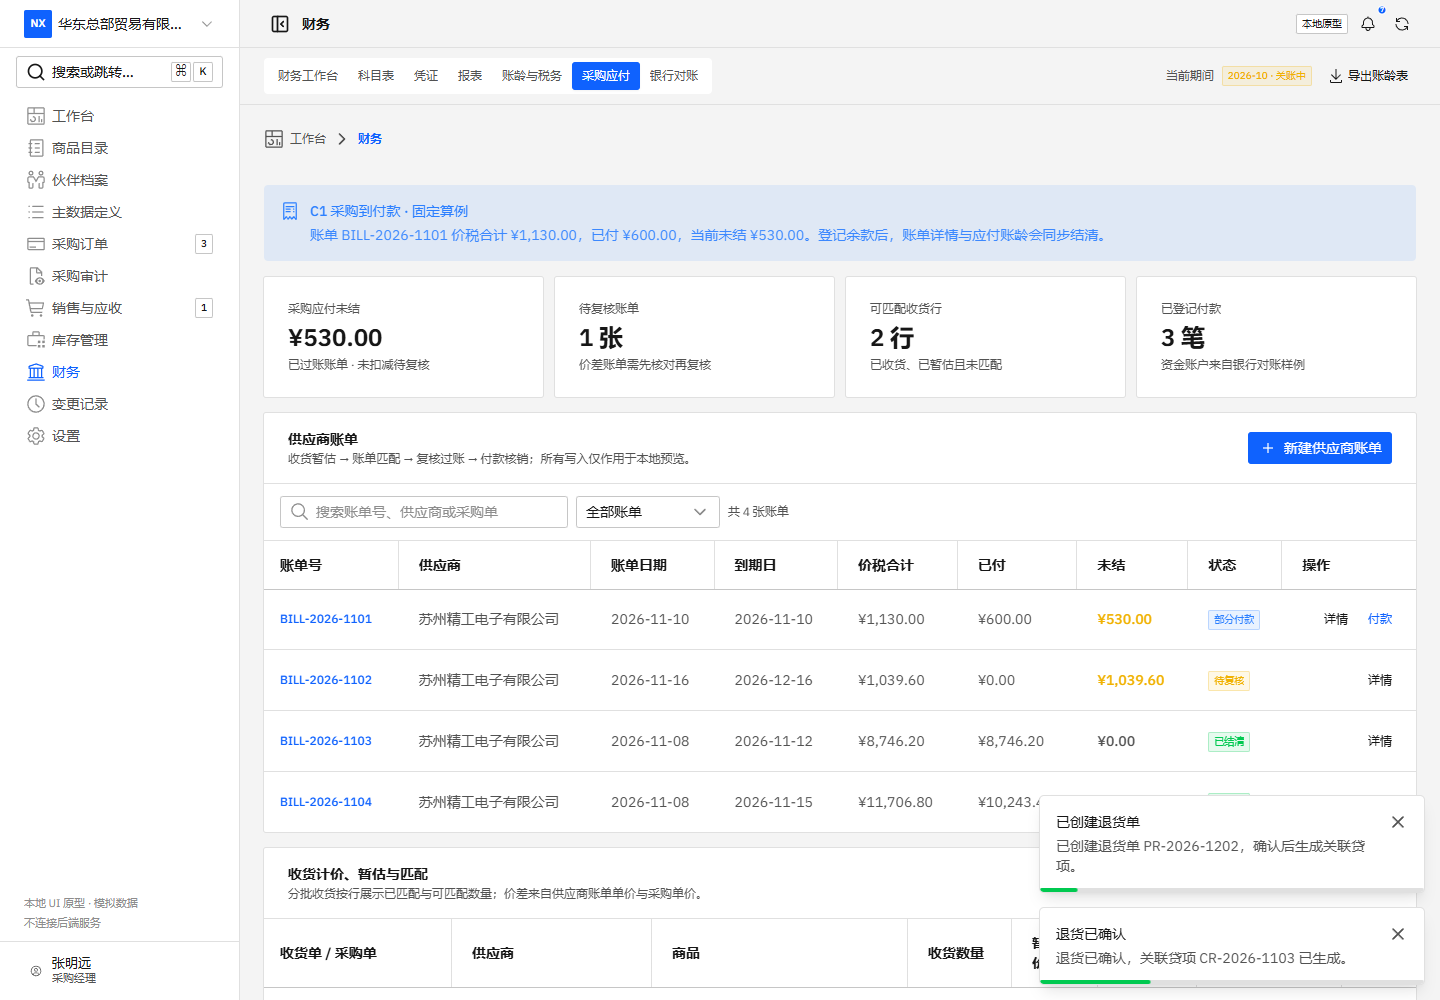 NX 华东总部贸易有限...
搜索或跳转... ⌘ K
工作台
商品目录
伙伴档案
主数据定义
采购订单 3
采购审计
销售与应收 1
库存管理
财务
变更记录
设置
本地 UI 原型 · 模拟数据
不连接后端服务
张明远
采购经理
财务
本地原型
?
财务工作台 科目表 凭证 报表 账龄与税务 采购应付 银行对账
当前期间 2026-10 · 关账中 导出账龄表
工作台 财务
C1 采购到付款 · 固定算例
账单 BILL-2026-1101 价税合计 ¥1,130.00，已付 ¥600.00，当前未结 ¥530.00。登记余款后，账单详情与应付账龄会同步结清。
采购应付未结
¥530.00
已过账账单 · 未扣减待复核
待复核账单
1 张
价差账单需先核对再复核
可匹配收货行
2 行
已收货、已暂估且未匹配
已登记付款
3 笔
资金账户来自银行对账样例
供应商账单
收货暂估 → 账单匹配 → 复核过账 → 付款核销；所有写入仅作用于本地预览。
新建供应商账单
搜索账单号、供应商或采购单 全部账单 共 4 张账单
账单号 供应商 账单日期 到期日 价税合计 已付 未结 状态 操作
BILL-2026-1101 苏州精工电子有限公司 2026-11-10 2026-11-10 ¥1,130.00 ¥600.00 ¥530.00 部分付款 详情 付款
BILL-2026-1102 苏州精工电子有限公司 2026-11-16 2026-12-16 ¥1,039.60 ¥0.00 ¥1,039.60 待复核 详情
BILL-2026-1103 苏州精工电子有限公司 2026-11-08 2026-11-12 ¥8,746.20 ¥8,746.20 ¥0.00 已结清 详情
BILL-2026-1104 苏州精工电子有限公司 2026-11-08 2026-11-15 ¥11,706.80 ¥10,243.4
收货计价、暂估与匹配
分批收货按行展示已匹配与可匹配数量；价差来自供应商账单单价与采购单价。
收货单 / 采购单 供应商 商品 收货数量
已创建退货单
已创建退货单 PR-2026-1202，确认后生成关联贷
项。
退货已确认
退货已确认，关联贷项 CR-2026-1103 已生成。